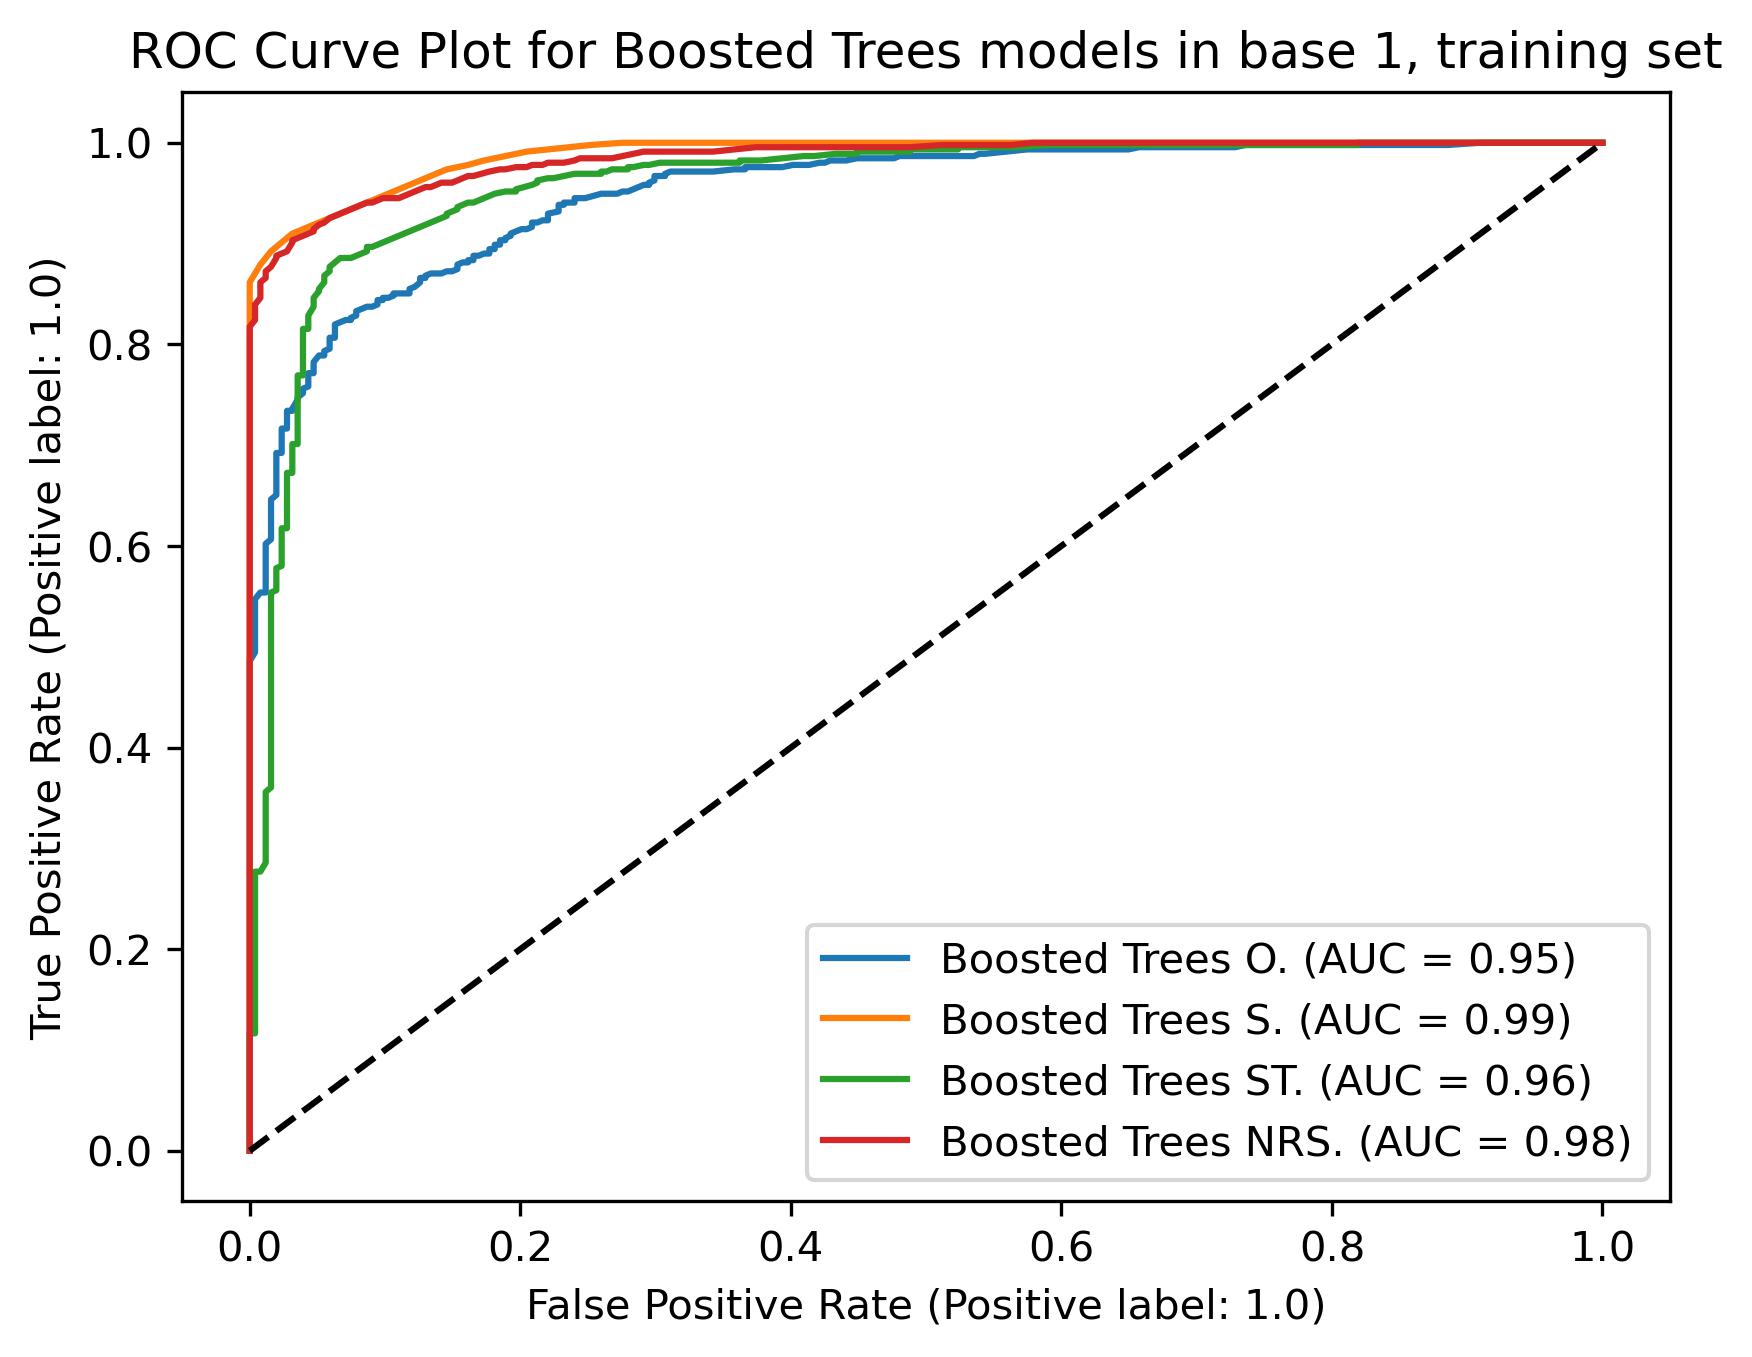 ROC Curve Plot for Boosted Trees models in base 1, training set
True Positive Rate (Positive label: 1.0)
1.0
0.8
0.6
0.4
0.2
0.0
Boosted Trees O. (AUC = 0.95)
Boosted Trees S. (AUC = 0.99)
Boosted Trees ST. (AUC = 0.96)
Boosted Trees NRS. (AUC = 0.98)
0.0 0.2 0.4 0.6 0.8 1.0
False Positive Rate (Positive label: 1.0)